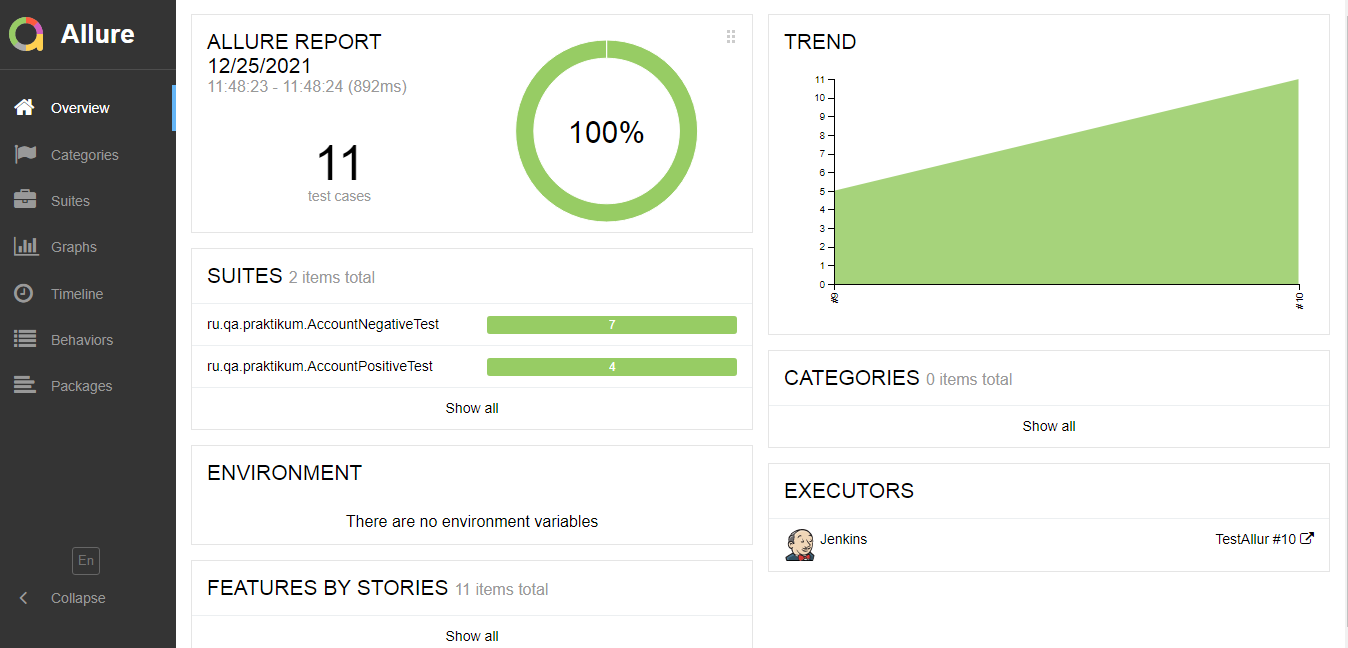 Allure
Overview
Categories
Suites
Graphs
Timeline
Behaviors
Packages
En
Collapse
ALLURE REPORT
12/25/2021
11:48:23 - 11:48:24 (892ms)
11
test cases
100%
SUITES 2 items total
ru.qa.praktikum.AccountNegativeTest 7
ru.qa.praktikum.AccountPositiveTest 4
Show all
ENVIRONMENT
There are no environment variables
FEATURES BY STORIES 11 items total
Show all
TREND
11
10
9
8
7
6
5
4
3
2
1
0
#9
#10
CATEGORIES 0 items total
Show all
EXECUTORS
Jenkins TestAllur #10